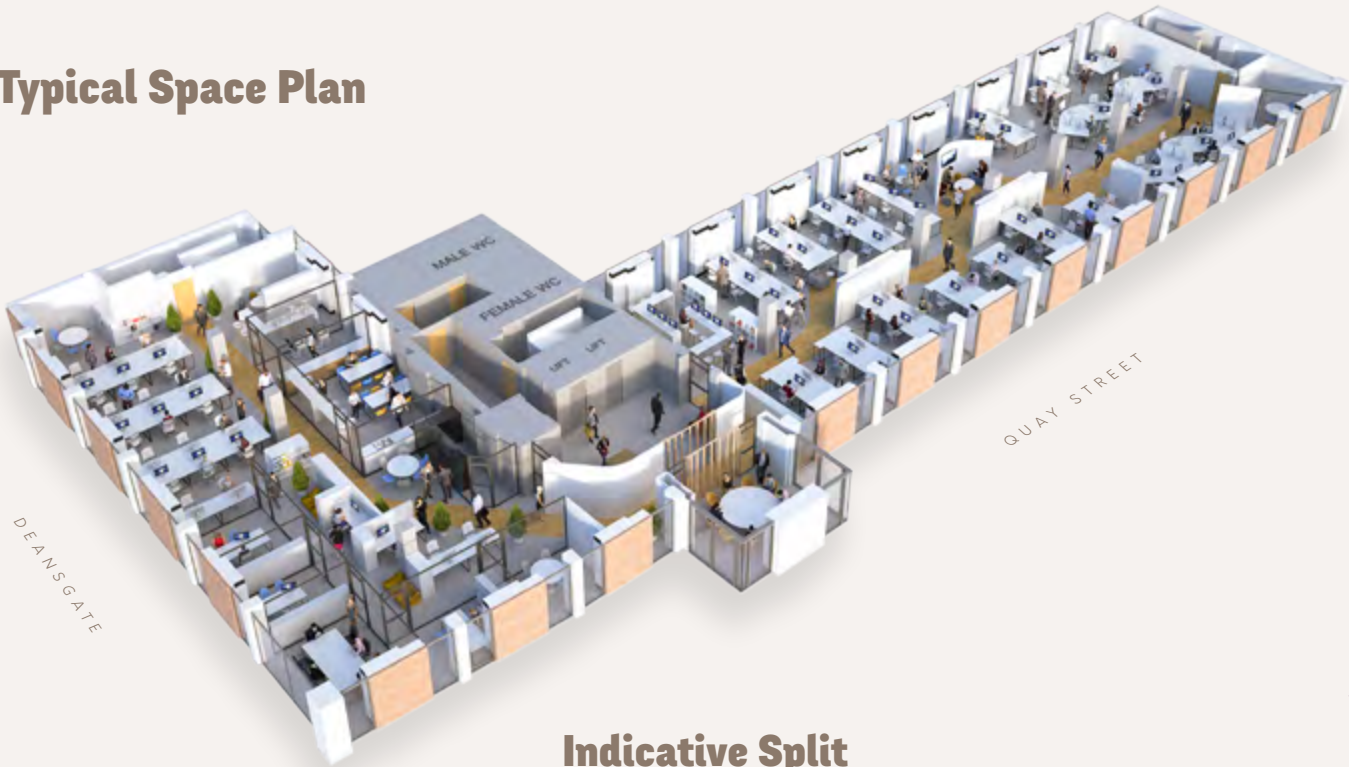 Typical Space Plan
MALE WC
FEMALE WC
LIFT LIFT
QUAY STREET
DEANSGATE
Indicative Split